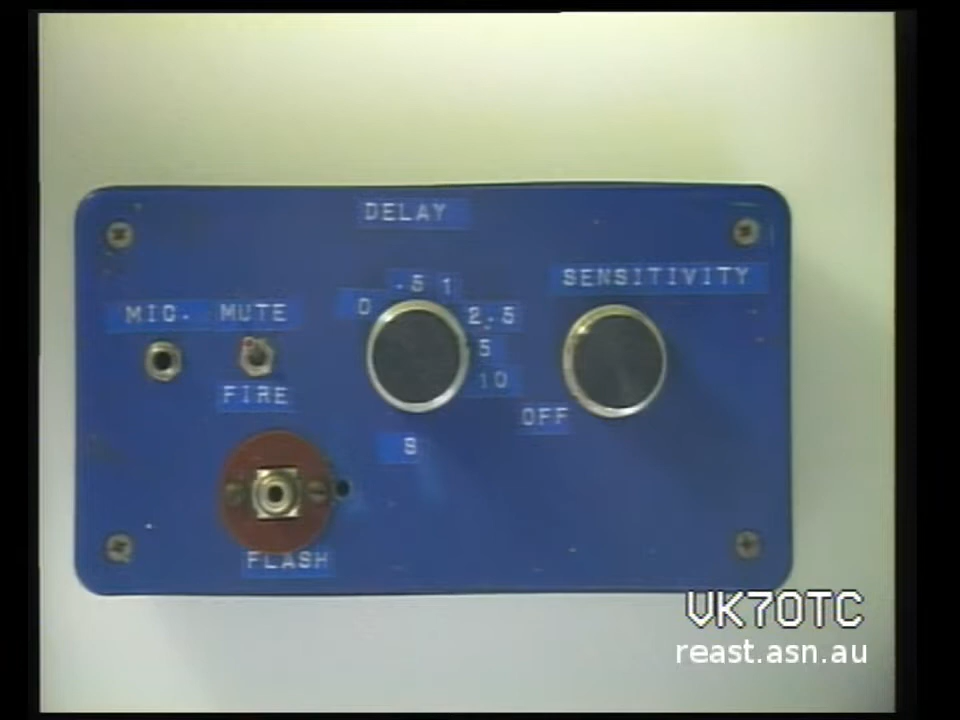 DELAY
.5 1
SENSITIVITY
0
MIC. MUTE
2.5
5
10
FIRE
OFF
S
FLASH
VK7OTC
reast.asn.au